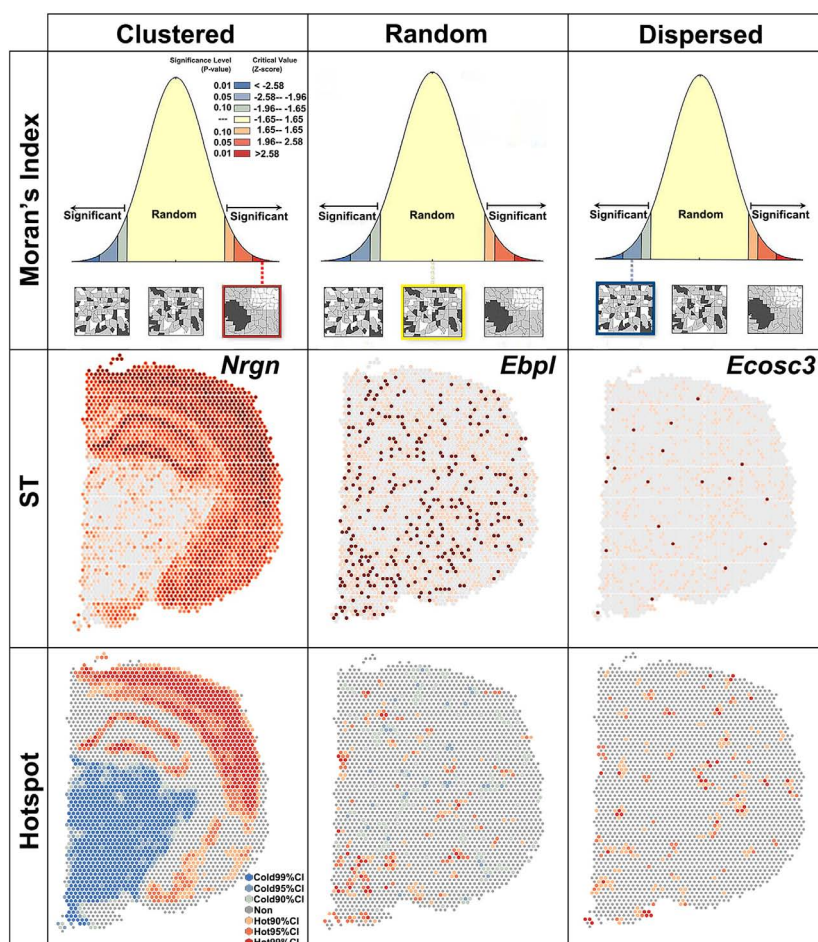 Clustered
Random
Dispersed
Moran's Index
Significance Level
(P-value)
Critical Value
(Z-score)
0.01 < -2.58
0.05 -2.58-- -1.96
0.10 -1.96-- -1.65
--- -1.65-- 1.65
0.10 1.65-- 1.65
0.05 1.96-- 2.58
0.01 >2.58
Significant
Random
Significant
Significant
Random
Significant
Significant
Random
Significant
ST
Nrgn
Ebpl
Ecosc3
Hotspot
Cold99%CI
Cold95%CI
Cold90%CI
Non
Hot90%CI
Hot95%CI
Hot99%CI